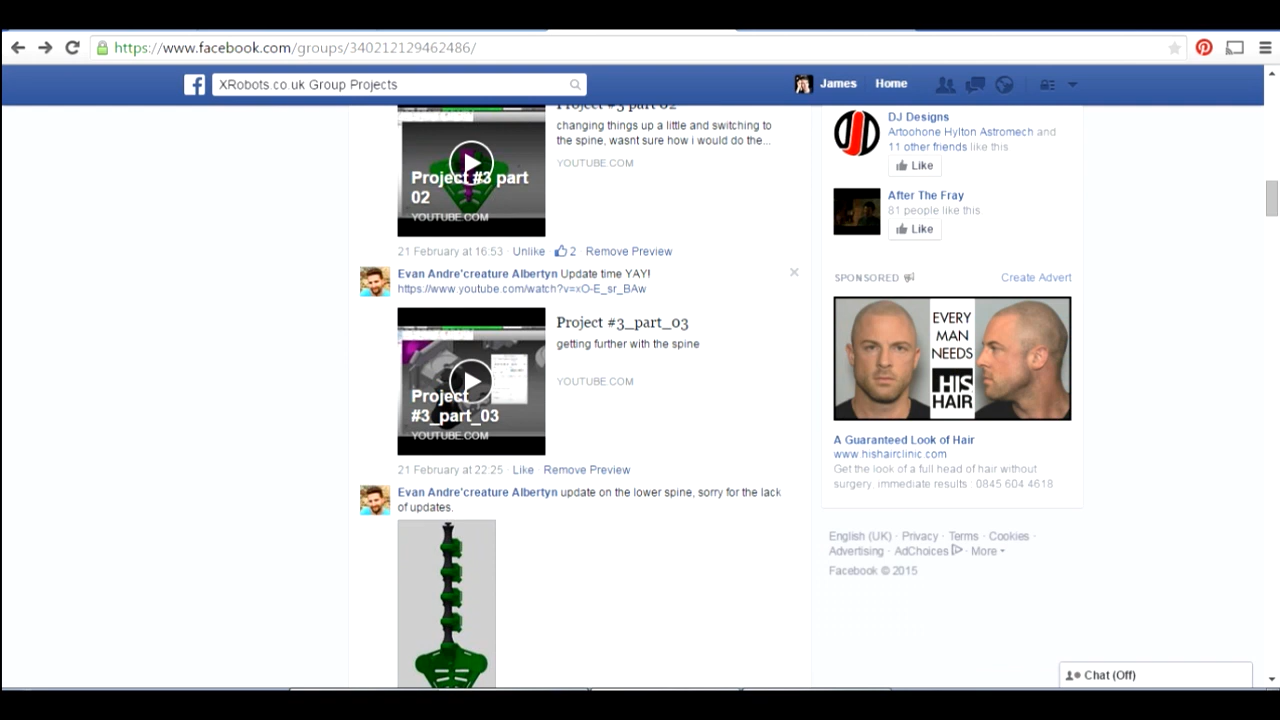 https://www.facebook.com/groups/340212129462486/
XRobots.co.uk Group Projects
James
Home
Project #3 part 02
changing things up a little and switching to
the spine, wasnt sure how i would do the...
YOUTUBE.COM
Project #3 part
02
YOUTUBE.COM
21 February at 16:53 · Unlike · 2 · Remove Preview
Evan Andre'creature Albertyn Update time YAY!
https://www.youtube.com/watch?v=xO-E_sr_BAw
Project #3_part_03
getting further with the spine
YOUTUBE.COM
Project
#3_part_03
YOUTUBE.COM
21 February at 22:25 · Like · Remove Preview
Evan Andre'creature Albertyn update on the lower spine, sorry for the lack
of updates.
DJ Designs
Artoohone Hylton Astromech and
11 other friends like this
Like
After The Fray
81 people like this
Like
SPONSORED
Create Advert
EVERY
MAN
NEEDS
HIS
HAIR
A Guaranteed Look of Hair
www.hishairclinic.com
Get the look of a full head of hair without
surgery. immediate results : 0845 604 4618
English (UK) · Privacy · Terms · Cookies ·
Advertising · AdChoices · More
Facebook © 2015
Chat (Off)